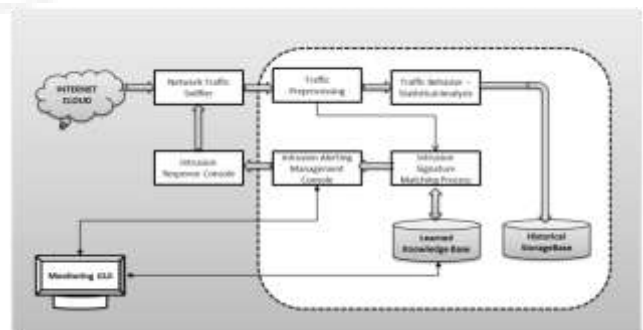 INTERNET
CLOUD
Network Traffic
Sniffer
Traffic
Preprocessing
Traffic Behavior –
Statistical Analysis
Intrusion
Response Console
Intrusion Alerting
Management
Console
Intrusion
Signature
Matching Process
Learned
Knowledge Base
Historical
StorageBase
Monitoring GUI